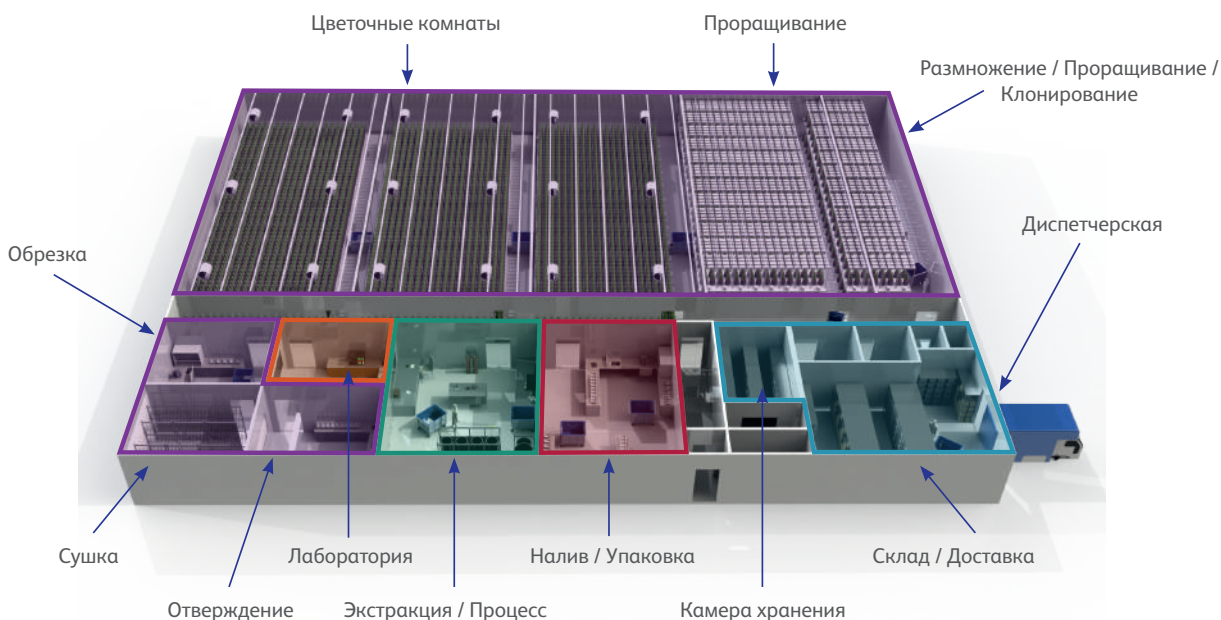 Цветочные комнаты
Проращивание
Размножение / Проращивание /
Клонирование
Обрезка
Диспетчерская
Сушка
Лаборатория
Налив / Упаковка
Склад / Доставка
Отверждение
Экстракция / Процесс
Камера хранения